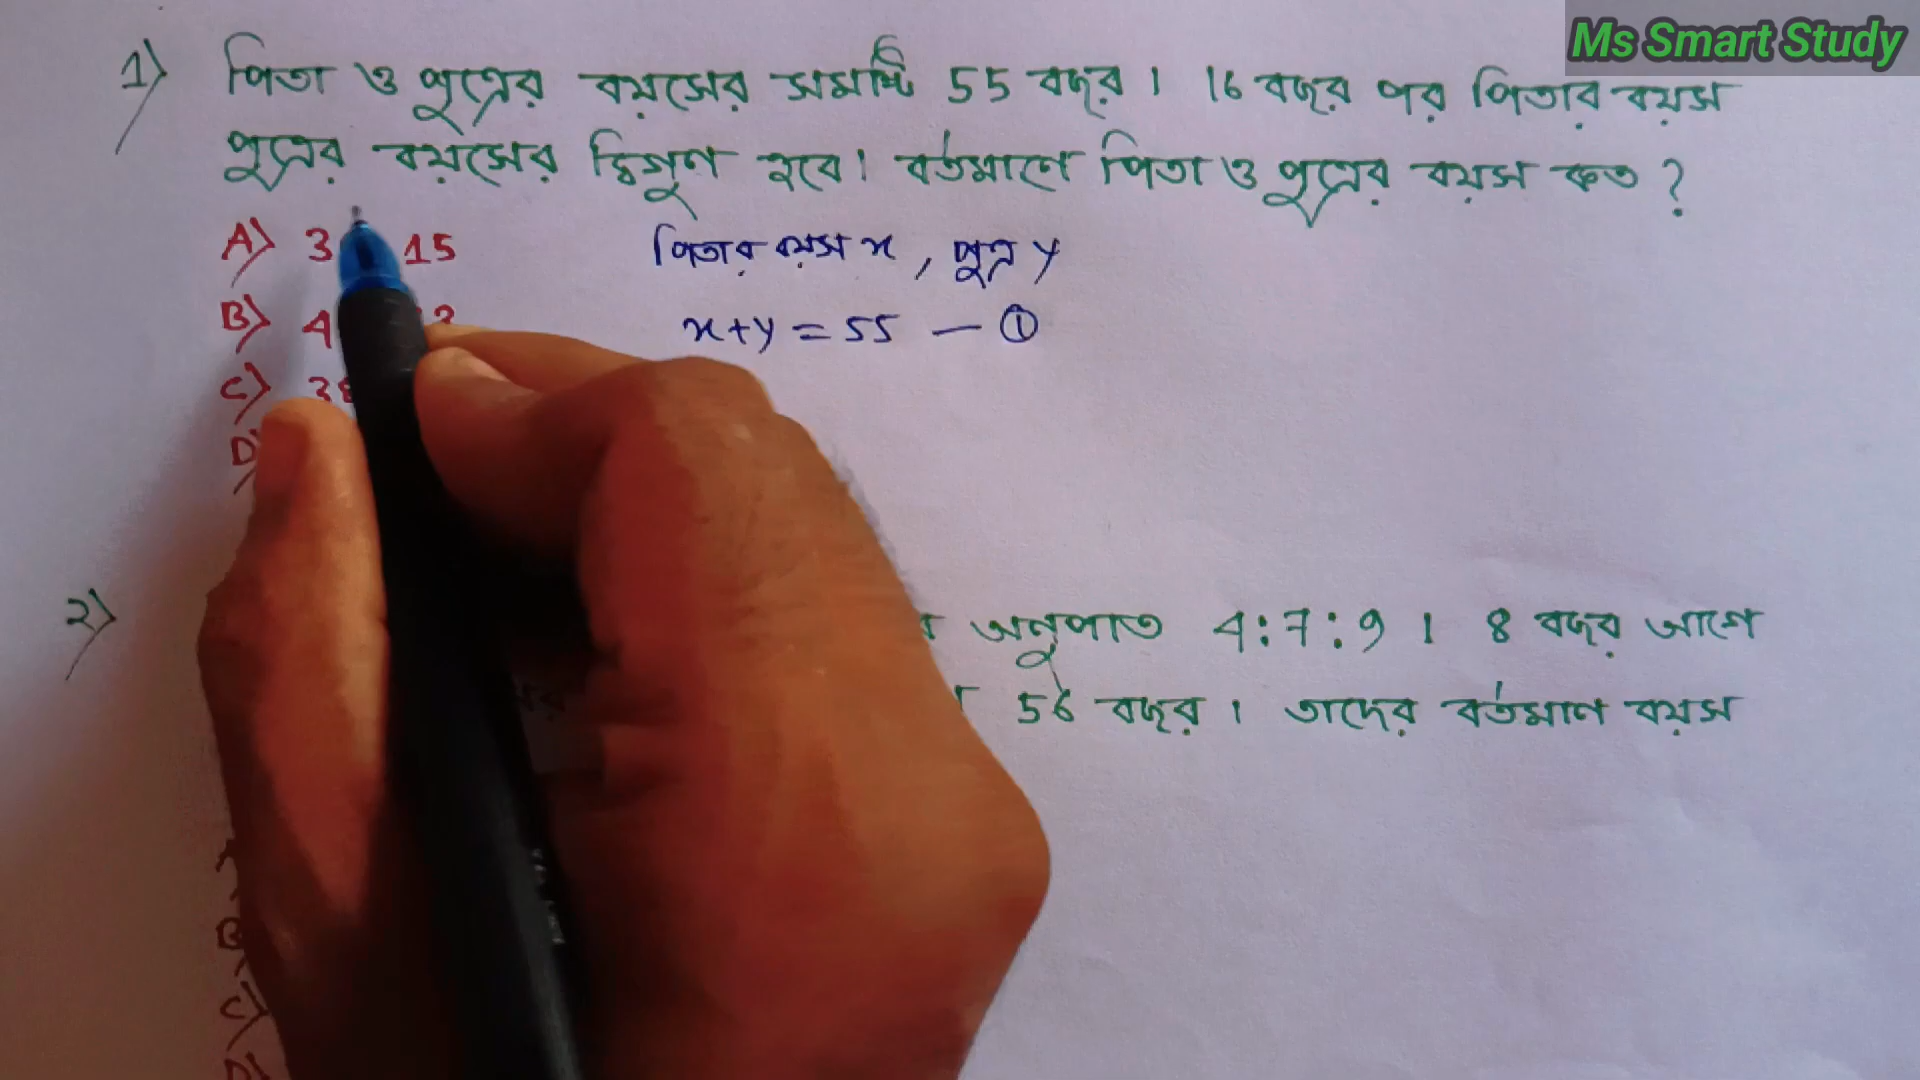 Ms Smart Study
1) পিতা ও পুত্রের বয়সের সমষ্টি 55 বছর। 16 বছর পর পিতার বয়স
পুত্রের বয়সের দ্বিগুণ হবে। বর্তমাণে পিতা ও পুত্রের বয়স কত ?
A) 3 15
পিতার বয়স x, পুত্র y
B) 4
x+y = 55 — ①
C) 38
D)
2) অনুপাত 4:7:9। 8 বছর আগে
56 বছর। তাদের বর্তমাণ বয়স
B
C)
D)